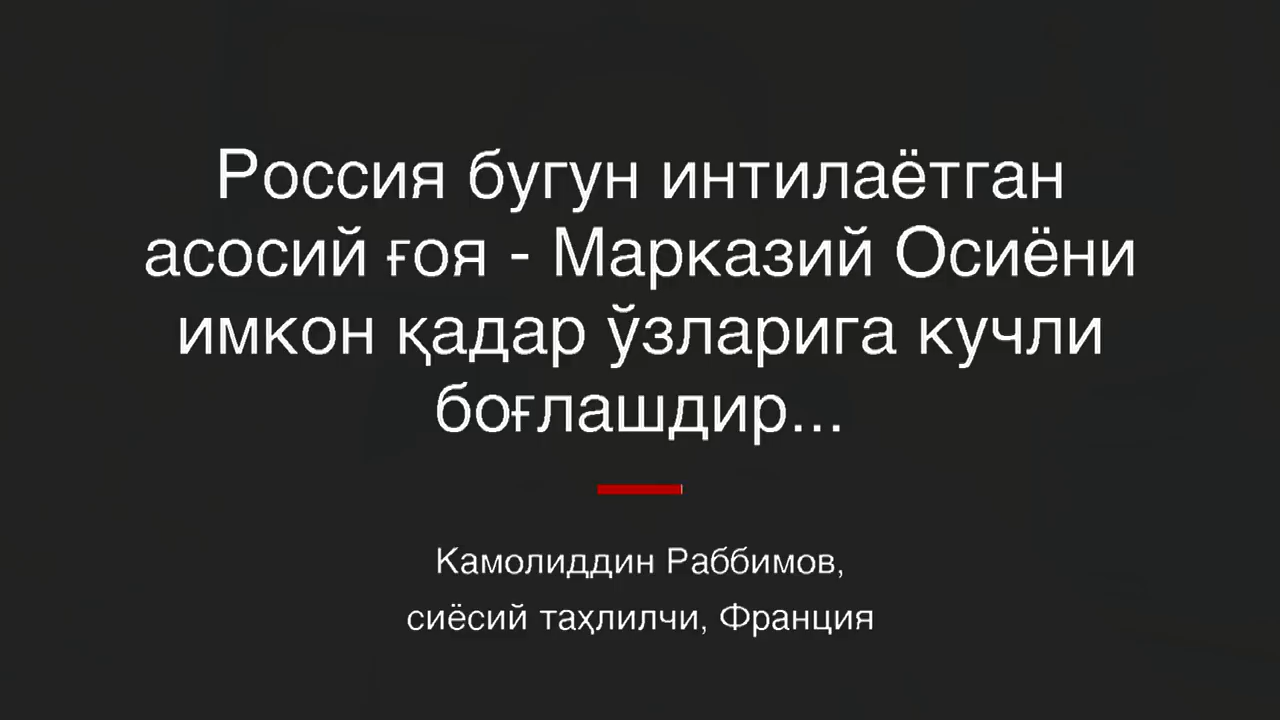 Россия бугун интилаётган
асосий ғоя - Марказий Осиёни
имкон қадар ўзларига кучли
боғлашдир...
Камолиддин Раббимов,
сиёсий таҳлилчи, Франция